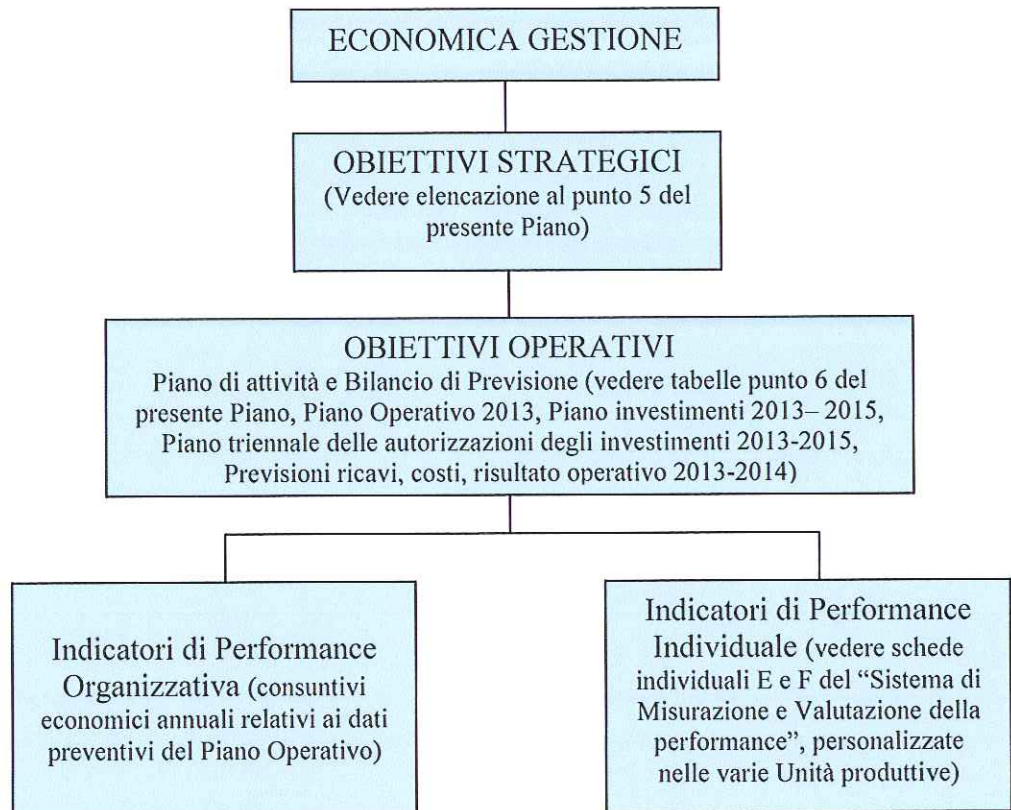 ECONOMICA GESTIONE
OBIETTIVI STRATEGICI
(Vedere elencazione al punto 5 del
presente Piano)
OBIETTIVI OPERATIVI
Piano di attività e Bilancio di Previsione (vedere tabelle punto 6 del
presente Piano, Piano Operativo 2013, Piano investimenti 2013– 2015,
Piano triennale delle autorizzazioni degli investimenti 2013-2015,
Previsioni ricavi, costi, risultato operativo 2013-2014)
Indicatori di Performance
Organizzativa (consuntivi
economici annuali relativi ai dati
preventivi del Piano Operativo)
Indicatori di Performance
Individuale (vedere schede
individuali E e F del “Sistema di
Misurazione e Valutazione della
performance”, personalizzate
nelle varie Unità produttive)